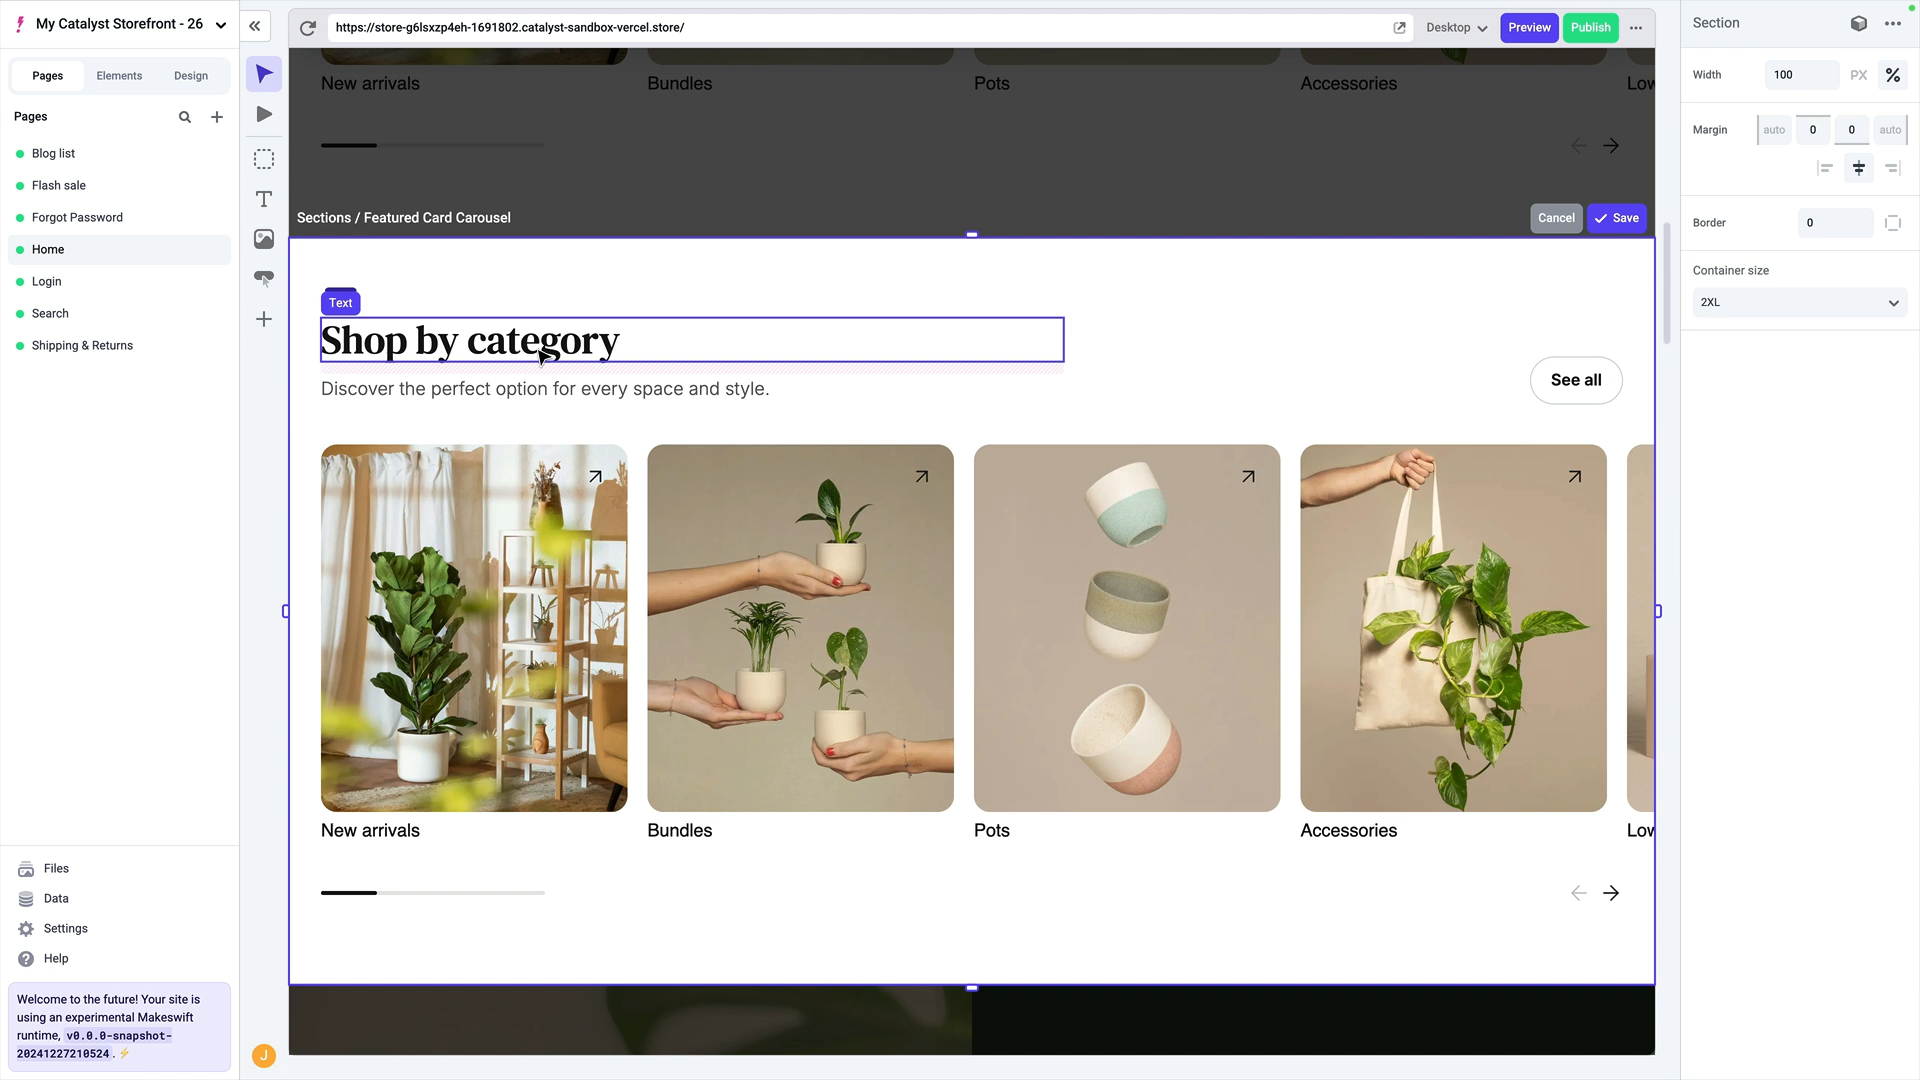 My Catalyst Storefront - 26
Pages
Elements
Design
Pages
Blog list
Flash sale
Forgot Password
Home
Login
Search
Shipping & Returns
Files
Data
Settings
Help
Welcome to the future! Your site is
using an experimental Makeswift
runtime, v0.0.0-snapshot-
20241227210524. ⚡
J
https://store-g6lsxzp4eh-1691802.catalyst-sandbox-vercel.store/
Desktop
Preview
Publish
New arrivals
Bundles
Pots
Accessories
Low
Sections / Featured Card Carousel
Cancel
Save
Text
Shop by category
Discover the perfect option for every space and style.
See all
New arrivals
Bundles
Pots
Accessories
Low
Section
Width
100
PX
%
Margin
auto
0
0
auto
Border
0
Container size
2XL